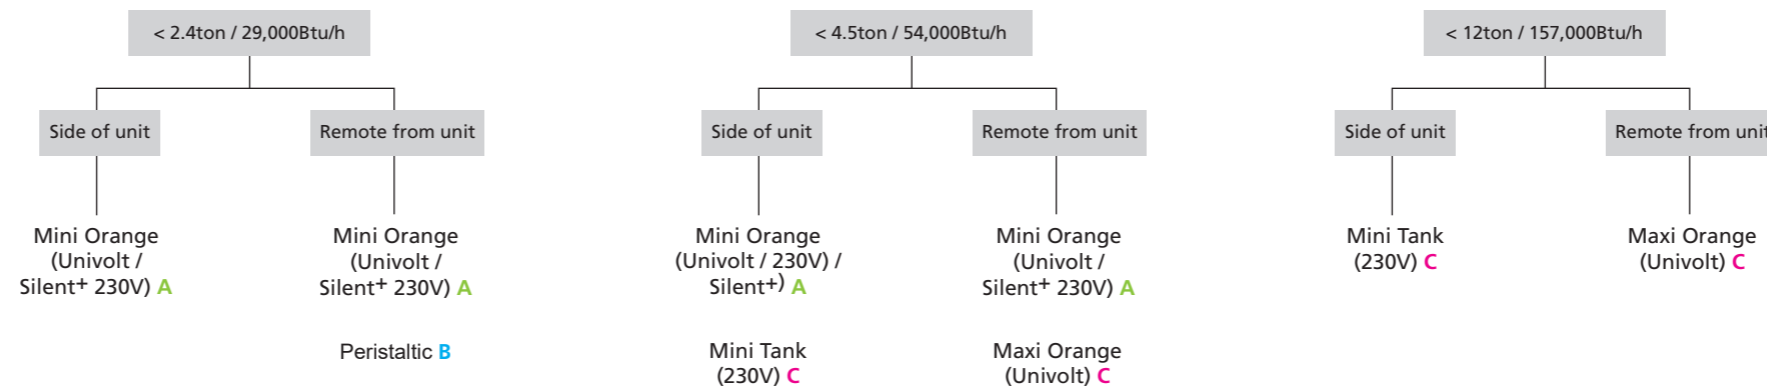 < 2.4ton / 29,000Btu/h
Side of unit
Remote from unit
Mini Orange
(Univolt /
Silent+ 230V) A
Mini Orange
(Univolt /
Silent+ 230V) A
Peristaltic B
< 4.5ton / 54,000Btu/h
Side of unit
Remote from unit
Mini Orange
(Univolt / 230V) /
Silent+) A
Mini Tank
(230V) C
Mini Orange
(Univolt /
Silent+ 230V) A
Maxi Orange
(Univolt) C
< 12ton / 157,000Btu/h
Side of unit
Remote from unit
Mini Tank
(230V) C
Maxi Orange
(Univolt) C